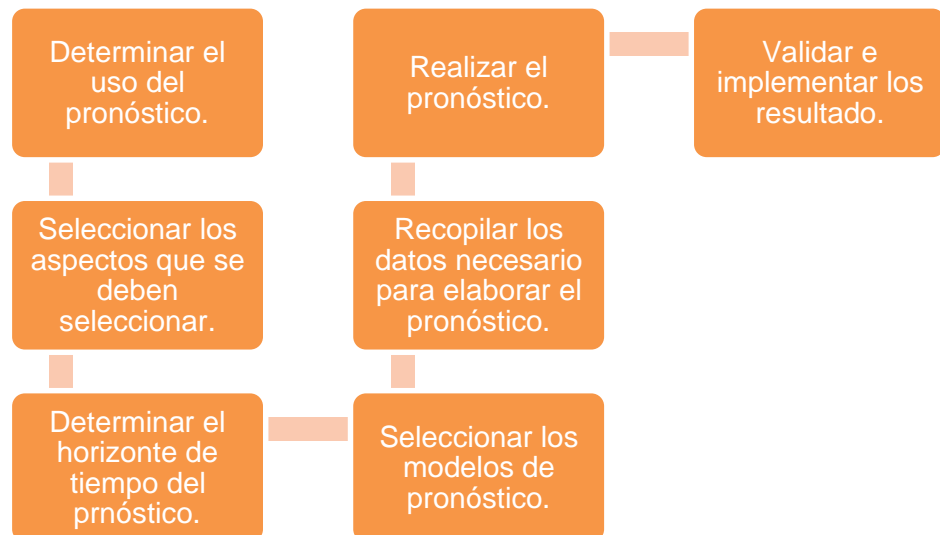 Determinar el
uso del
pronóstico.
Seleccionar los
aspectos que se
deben
seleccionar.
Determinar el
horizonte de
tiempo del
prnóstico.
Seleccionar los
modelos de
pronóstico.
Recopilar los
datos necesario
para elaborar el
pronóstico.
Realizar el
pronóstico.
Validar e
implementar los
resultado.